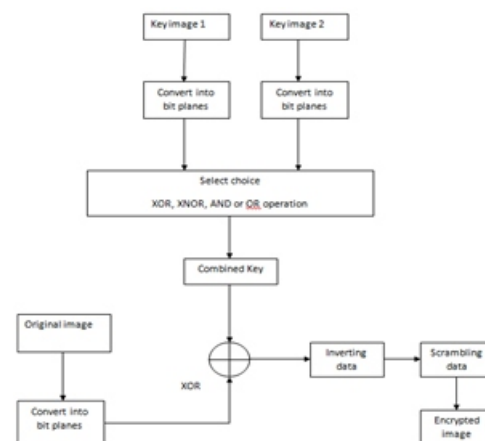 Key image 1
Key image 2
Convert into
bit planes
Convert into
bit planes
Select choice
XOR, XNOR, AND or OR operation
Combined Key
Original image
XOR
Inverting
data
Scrambling
data
Convert into
bit planes
Encrypted
image